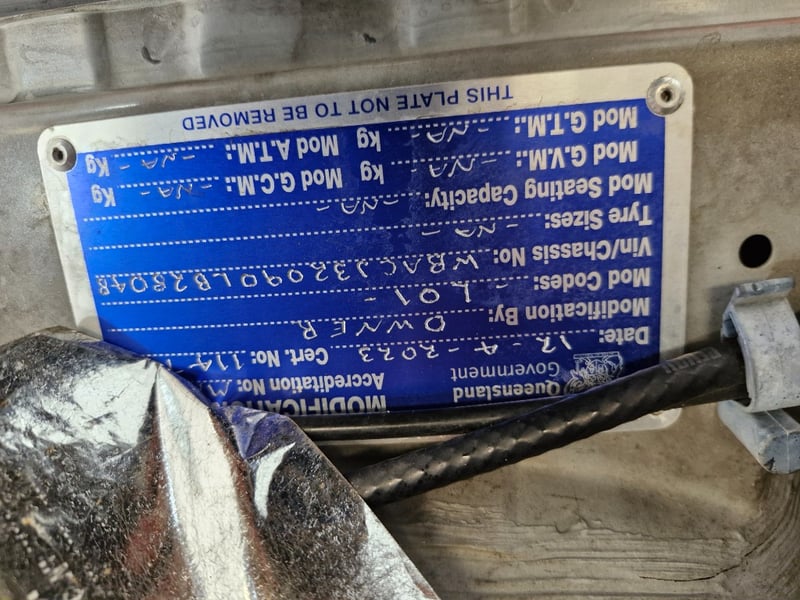 Queensland
Government
Accreditation No:
Date: 12-4-2023 Cert. No: 114
Modification By: OWNER
Mod Codes: - LO1 -
Vin/Chassis No: WBACJ32090LB28048
Tyre Sizes: -NA-
Mod Seating Capacity: -NA-
Mod G.V.M.: -NA- kg Mod G.C.M.: -NA- Kg
Mod G.T.M.: -NA- kg Mod A.T.M.: -NA- Kg
THIS PLATE NOT TO BE REMOVED